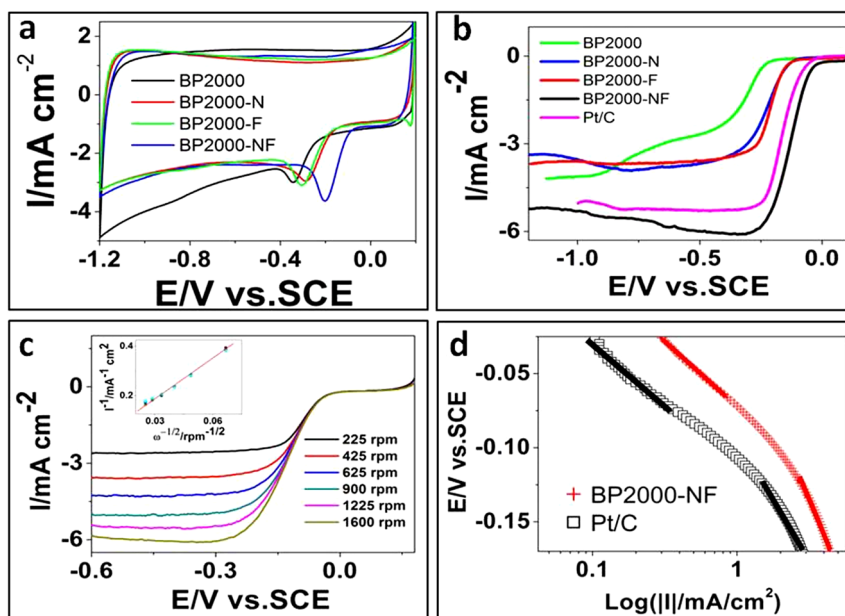 a
2
0
-2
-4
I/mA cm-2
BP2000
BP2000-N
BP2000-F
BP2000-NF
-1.2
-0.8
-0.4
0.0
E/V vs.SCE
b
0
-3
-6
I/mA cm-2
BP2000
BP2000-N
BP2000-F
BP2000-NF
Pt/C
-1.0
-0.5
0.0
E/V vs.SCE
c
0
-3
-6
I/mA cm-2
0.4
0.2
I-1/mA-1 cm2
0.03
0.06
ω-1/2/rpm-1/2
225 rpm
425 rpm
625 rpm
900 rpm
1225 rpm
1600 rpm
-0.6
-0.3
0.0
E/V vs.SCE
d
-0.05
-0.10
-0.15
E/V vs.SCE
BP2000-NF
Pt/C
0.1
1
Log(|I|/mA/cm2)